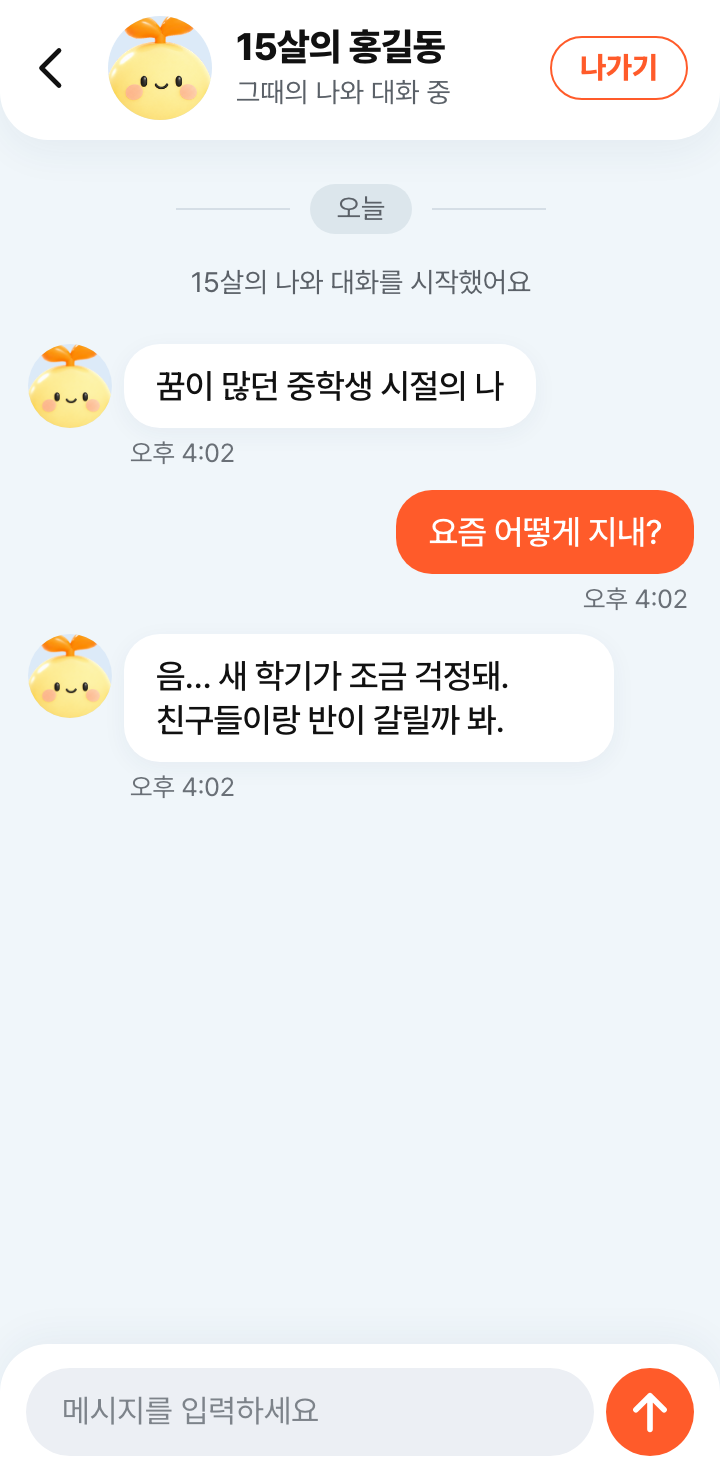 15살의 홍길동
그때의 나와 대화 중
나가기
오늘
15살의 나와 대화를 시작했어요
꿈이 많던 중학생 시절의 나
오후 4:02
요즘 어떻게 지내?
오후 4:02
음... 새 학기가 조금 걱정돼.
친구들이랑 반이 갈릴까 봐.
오후 4:02
메시지를 입력하세요